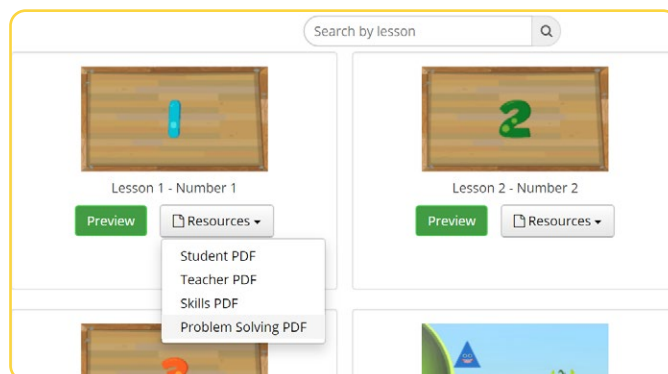 Search by lesson
1
2
Lesson 1 - Number 1
Lesson 2 - Number 2
Preview
Resources
Preview
Resources
Student PDF
Teacher PDF
Skills PDF
Problem Solving PDF